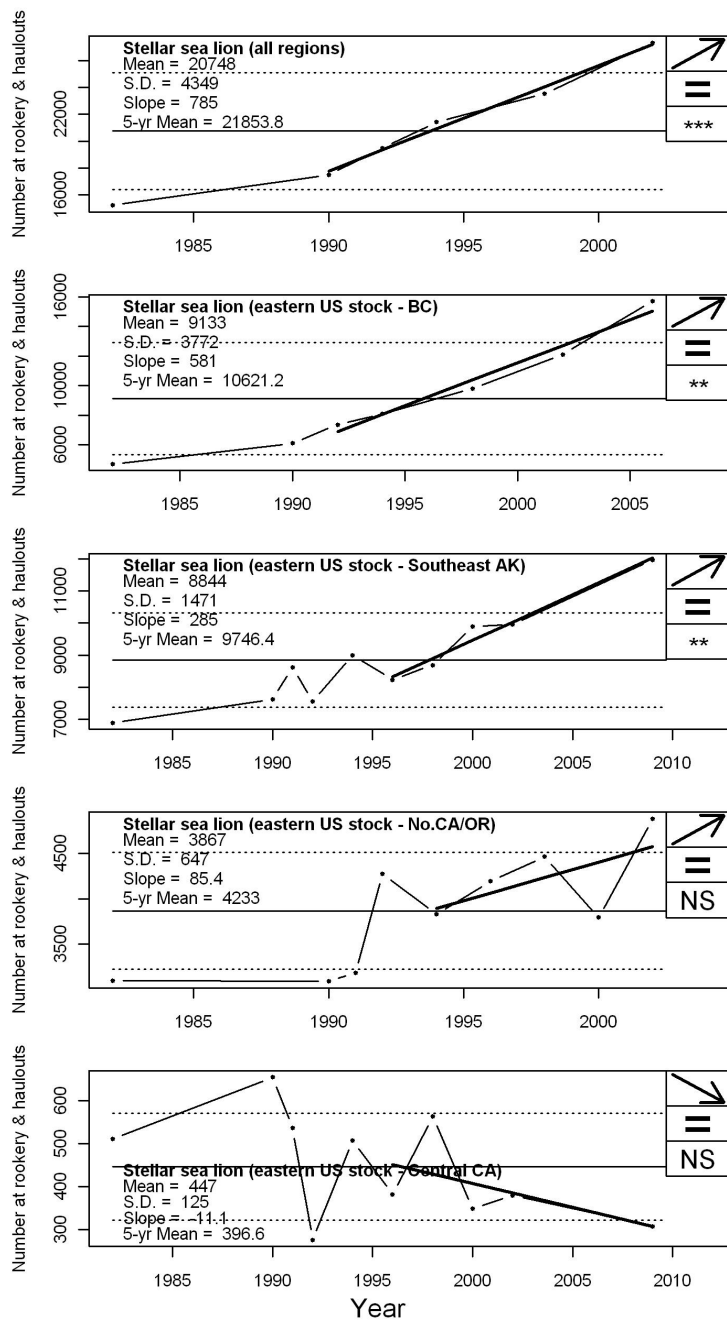 Stellar sea lion (all regions)
Mean = 20748
S.D. = 4349
Slope = 785
5-yr Mean = 21853.8
Number at rookery & haulouts
16000
22000
1985
1990
1995
2000
***
Stellar sea lion (eastern US stock - BC)
Mean = 9133
S.D. = 3772
Slope = 581
5-yr Mean = 10621.2
Number at rookery & haulouts
6000
10000
16000
1985
1990
1995
2000
2005
**
Stellar sea lion (eastern US stock - Southeast AK)
Mean = 8844
S.D. = 1471
Slope = 285
5-yr Mean = 9746.4
Number at rookery & haulouts
7000
9000
11000
1985
1990
1995
2000
2005
2010
**
Stellar sea lion (eastern US stock - No.CA/OR)
Mean = 3867
S.D. = 647
Slope = 85.4
5-yr Mean = 4233
Number at rookery & haulouts
3500
4500
1985
1990
1995
2000
NS
Stellar sea lion (eastern US stock - Central CA)
Mean = 447
S.D. = 125
Slope = -11.1
5-yr Mean = 396.6
Number at rookery & haulouts
300
400
500
600
1985
1990
1995
2000
2005
2010
NS
Year